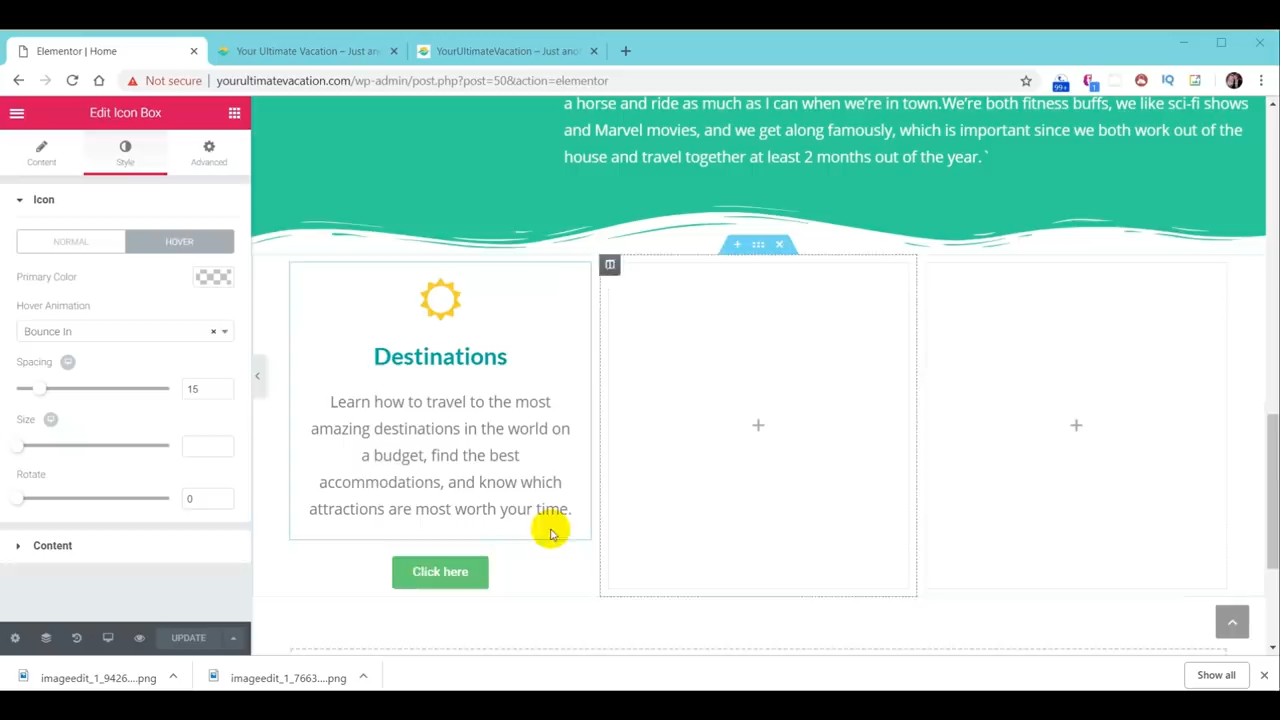 Elementor | Home
Your Ultimate Vacation – Just an
YourUltimateVacation – Just ano
Not secure
yourultimatevacation.com/wp-admin/post.php?post=50&action=elementor
99+
1
IQ
Edit Icon Box
Content
Style
Advanced
Icon
NORMAL
HOVER
Primary Color
Hover Animation
Bounce In
Spacing
15
Size
Rotate
0
Content
UPDATE
a horse and ride as much as I can when we're in town.We're both fitness buffs, we like sci-fi shows
and Marvel movies, and we get along famously, which is important since we both work out of the
house and travel together at least 2 months out of the year. `
Destinations
Learn how to travel to the most
amazing destinations in the world on
a budget, find the best
accommodations, and know which
attractions are most worth your time.
Click here
imageedit_1_9426....png
imageedit_1_7663....png
Show all